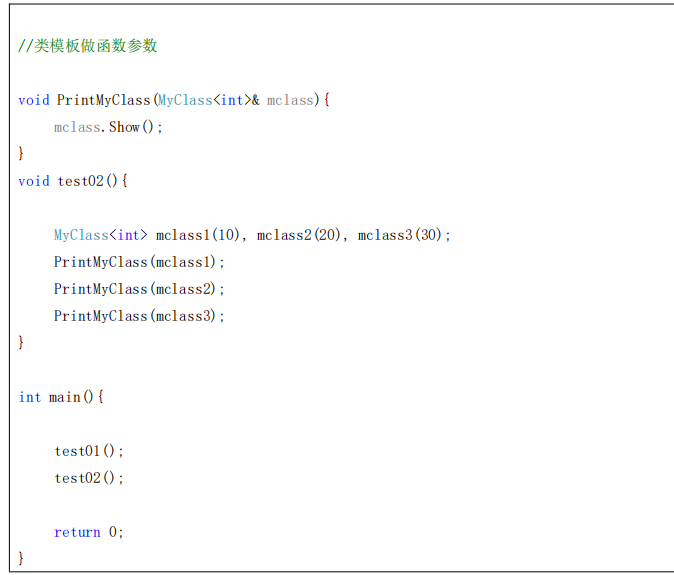 //类模板做函数参数
void PrintMyClass(MyClass<int>& mclass){
mclass.Show();
}
void test02(){
MyClass<int> mclass1(10), mclass2(20), mclass3(30);
PrintMyClass(mclass1);
PrintMyClass(mclass2);
PrintMyClass(mclass3);
}
int main(){
test01();
test02();
return 0;
}